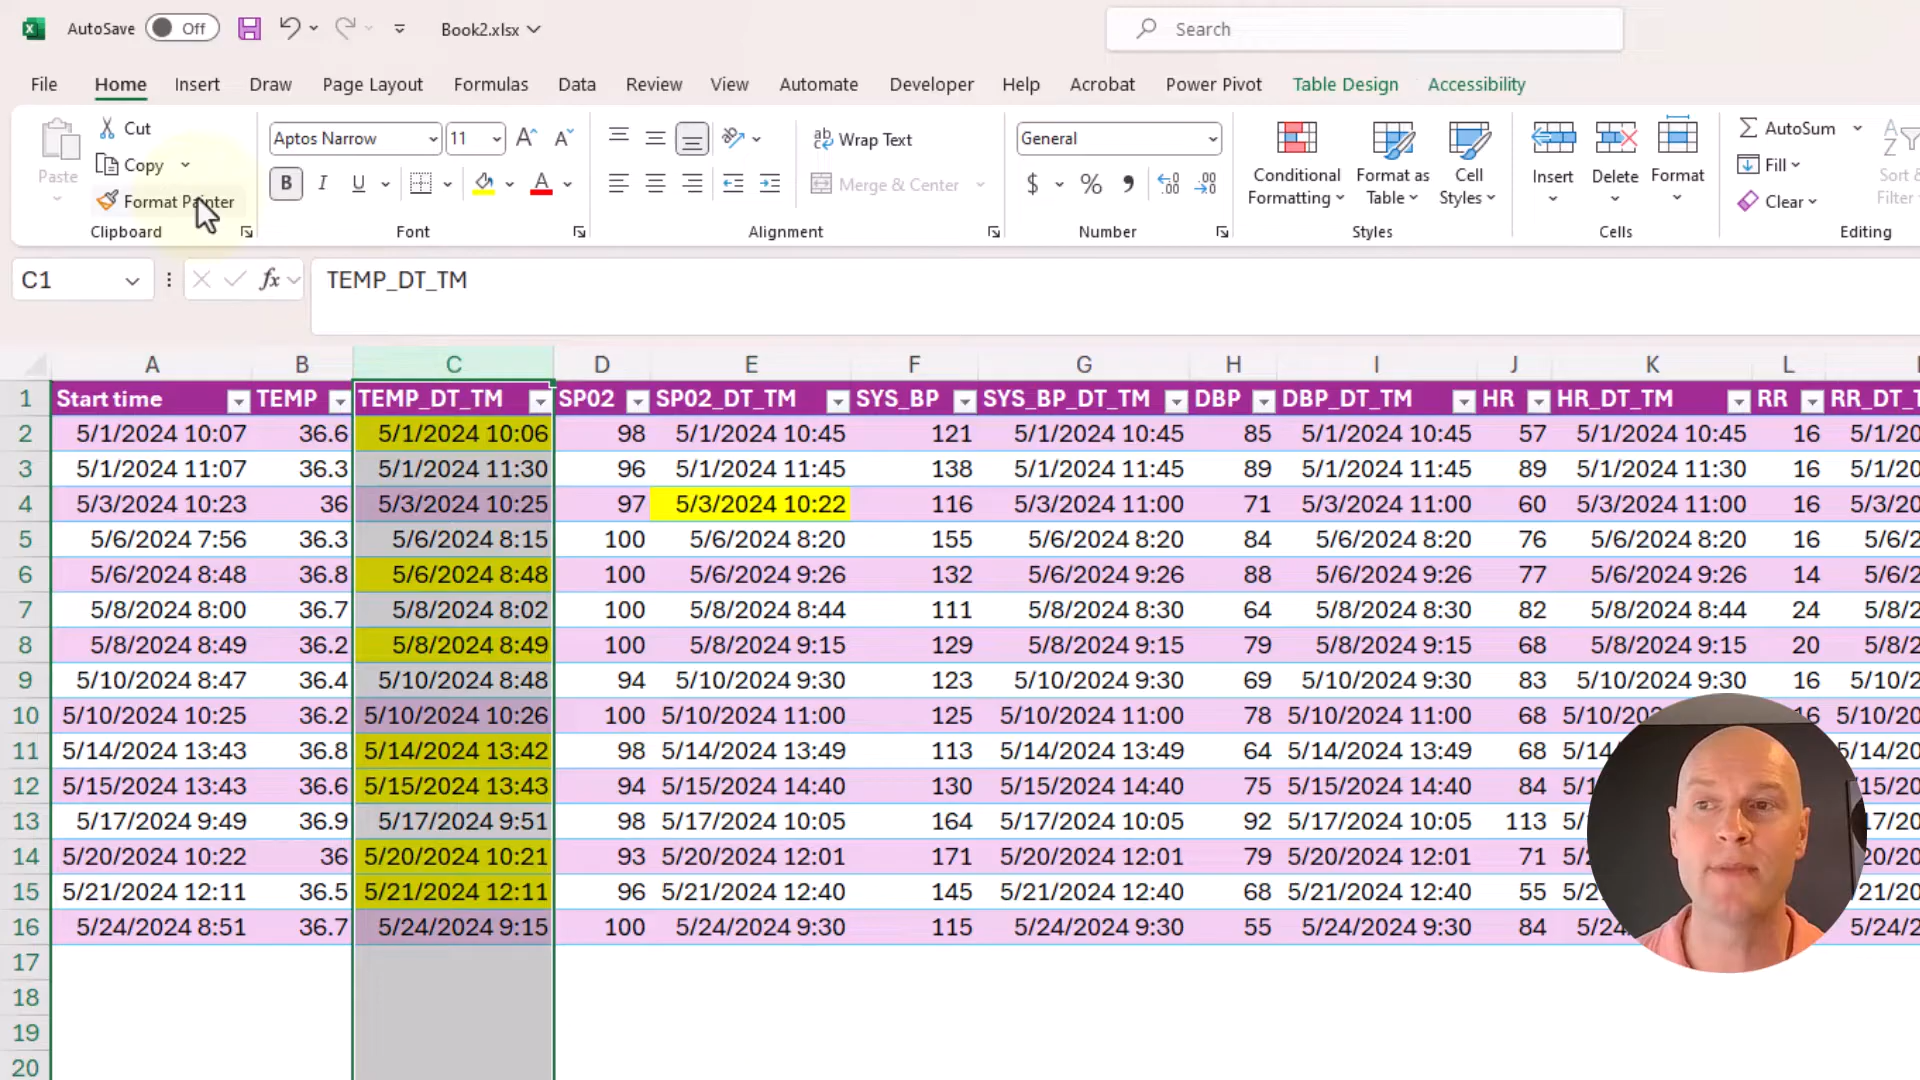 AutoSave Off Book2.xlsx Search
File Home Insert Draw Page Layout Formulas Data Review View Automate Developer Help Acrobat Power Pivot Table Design Accessibility
Paste
Cut
Copy
Format Painter
Clipboard
Aptos Narrow 11
B I U
Font
Wrap Text
Merge & Center
Alignment
General
Number
Conditional Formatting
Format as Table
Cell Styles
Styles
Insert
Delete
Format
Cells
AutoSum
Fill
Clear
Sort &
Filter
Editing
C1 fx TEMP_DT_TM
A B C D E F G H I J K L
1 Start time TEMP TEMP_DT_TM SP02 SP02_DT_TM SYS_BP SYS_BP_DT_TM DBP DBP_DT_TM HR HR_DT_TM RR RR_DT_T
2 5/1/2024 10:07 36.6 5/1/2024 10:06 98 5/1/2024 10:45 121 5/1/2024 10:45 85 5/1/2024 10:45 57 5/1/2024 10:45 16 5/1/20
3 5/1/2024 11:07 36.3 5/1/2024 11:30 96 5/1/2024 11:45 138 5/1/2024 11:45 89 5/1/2024 11:45 89 5/1/2024 11:30 16 5/1/20
4 5/3/2024 10:23 36 5/3/2024 10:25 97 5/3/2024 10:22 116 5/3/2024 11:00 71 5/3/2024 11:00 60 5/3/2024 11:00 16 5/3/20
5 5/6/2024 7:56 36.3 5/6/2024 8:15 100 5/6/2024 8:20 155 5/6/2024 8:20 84 5/6/2024 8:20 76 5/6/2024 8:20 16 5/6/2
6 5/6/2024 8:48 36.8 5/6/2024 8:48 100 5/6/2024 9:26 132 5/6/2024 9:26 88 5/6/2024 9:26 77 5/6/2024 9:26 14 5/6/2
7 5/8/2024 8:00 36.7 5/8/2024 8:02 100 5/8/2024 8:44 111 5/8/2024 8:30 64 5/8/2024 8:30 82 5/8/2024 8:44 24 5/8/2
8 5/8/2024 8:49 36.2 5/8/2024 8:49 100 5/8/2024 9:15 129 5/8/2024 9:15 79 5/8/2024 9:15 68 5/8/2024 9:15 20 5/8/2
9 5/10/2024 8:47 36.4 5/10/2024 8:48 94 5/10/2024 9:30 123 5/10/2024 9:30 69 5/10/2024 9:30 83 5/10/2024 9:30 16 5/10/
10 5/10/2024 10:25 36.2 5/10/2024 10:26 100 5/10/2024 11:00 125 5/10/2024 11:00 78 5/10/2024 11:00 68 5/10/20 16 5/10/20
11 5/14/2024 13:43 36.8 5/14/2024 13:42 98 5/14/2024 13:49 113 5/14/2024 13:49 64 5/14/2024 13:49 68 5/14/ 5/14/20
12 5/15/2024 13:43 36.6 5/15/2024 13:43 94 5/15/2024 14:40 130 5/15/2024 14:40 75 5/15/2024 14:40 84 5/1 15/20
13 5/17/2024 9:49 36.9 5/17/2024 9:51 98 5/17/2024 10:05 164 5/17/2024 10:05 92 5/17/2024 10:05 113 5/ 17/20
14 5/20/2024 10:22 36 5/20/2024 10:21 93 5/20/2024 12:01 171 5/20/2024 12:01 79 5/20/2024 12:01 71 5/2 20/20
15 5/21/2024 12:11 36.5 5/21/2024 12:11 96 5/21/2024 12:40 145 5/21/2024 12:40 68 5/21/2024 12:40 55 5/2 21/20
16 5/24/2024 8:51 36.7 5/24/2024 9:15 100 5/24/2024 9:30 115 5/24/2024 9:30 55 5/24/2024 9:30 84 5/24 5/24/2
17
18
19
20